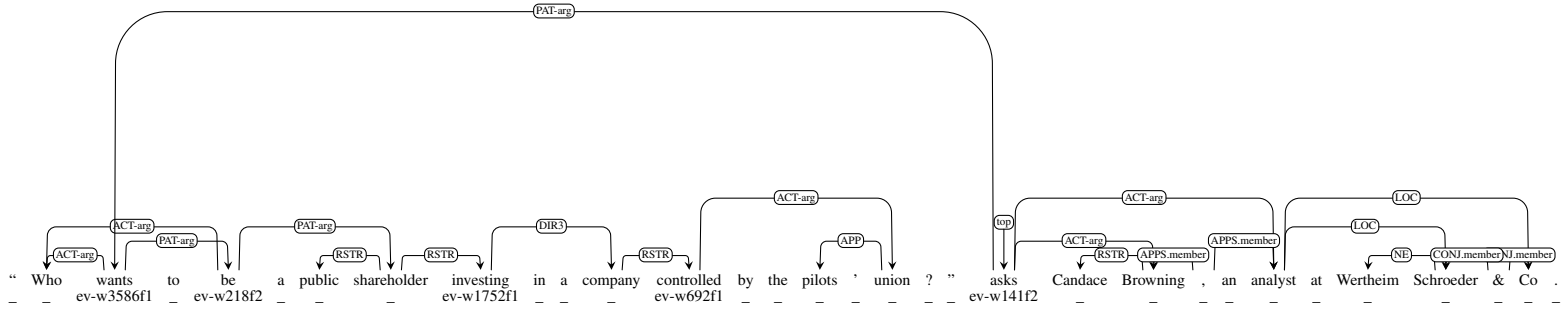 PAT-arg
top
ACT-arg ACT-arg LOC
ACT-arg PAT-arg DIR3 LOC
PAT-arg APP ACT-arg APPS.member
ACT-arg RSTR RSTR RSTR RSTR APPS.member NE CONJ.member NJ.member
“ Who wants to be a public shareholder investing in a company controlled by the pilots ’ union ? ” asks Candace Browning , an analyst at Wertheim Schroeder & Co .
_ _ ev-w3586f1 _ ev-w218f2 _ _ _ ev-w1752f1 _ _ _ ev-w692f1 _ _ _ _ _ _ _ ev-w141f2 _ _ _ _ _ _ _ _ _ _ _